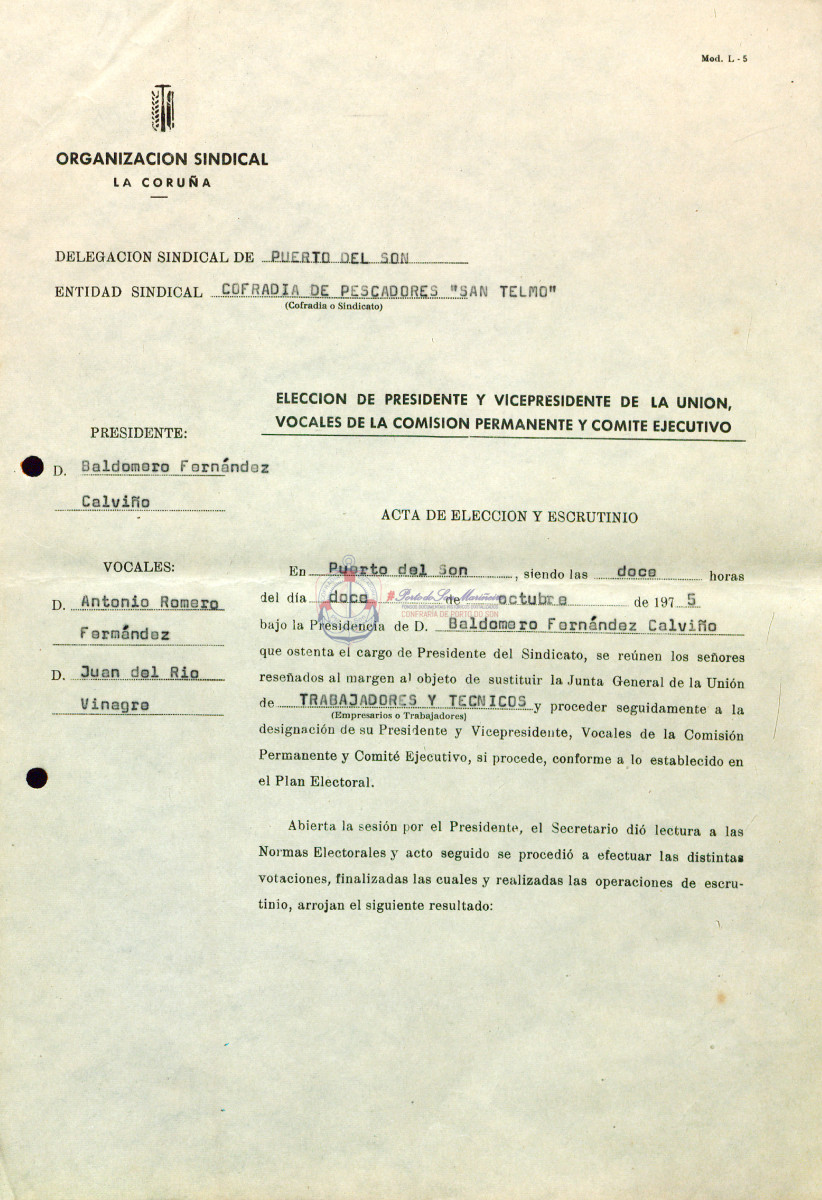 Mod. L - 5
ORGANIZACION SINDICAL
LA CORUÑA
DELEGACION SINDICAL DE PUERTO DEL SON
ENTIDAD SINDICAL COFRADIA DE PESCADORES "SAN TELMO"
(Cofradia o Sindicato)
ELECCION DE PRESIDENTE Y VICEPRESIDENTE DE LA UNION,
VOCALES DE LA COMISION PERMANENTE Y COMITE EJECUTIVO
PRESIDENTE:
D. Baldomero Fernández
Calviño
VOCALES:
D. Antonio Romero
Fernández
D. Juan del Rio
Vinagre
ACTA DE ELECCION Y ESCRUTINIO
En Puerto del Son, siendo las doce horas
del día doce de octubre de 1975
bajo la Presidencia de D. Baldomero Fernández Calviño
que ostenta el cargo de Presidente del Sindicato, se reúnen los señores
reseñados al margen al objeto de sustituir la Junta General de la Unión
de TRABAJADORES Y TECNICOS y proceder seguidamente a la
(Empresarios o Trabajadores)
designación de su Presidente y Vicepresidente, Vocales de la Comisión
Permanente y Comité Ejecutivo, si procede, conforme a lo establecido en
el Plan Electoral.
Abierta la sesión por el Presidente, el Secretario dió lectura a las
Normas Electorales y acto seguido se procedió a efectuar las distintas
votaciones, finalizadas las cuales y realizadas las operaciones de escru-
tinio, arrojan el siguiente resultado:
CONFRARÍA DE PORTO DO SON